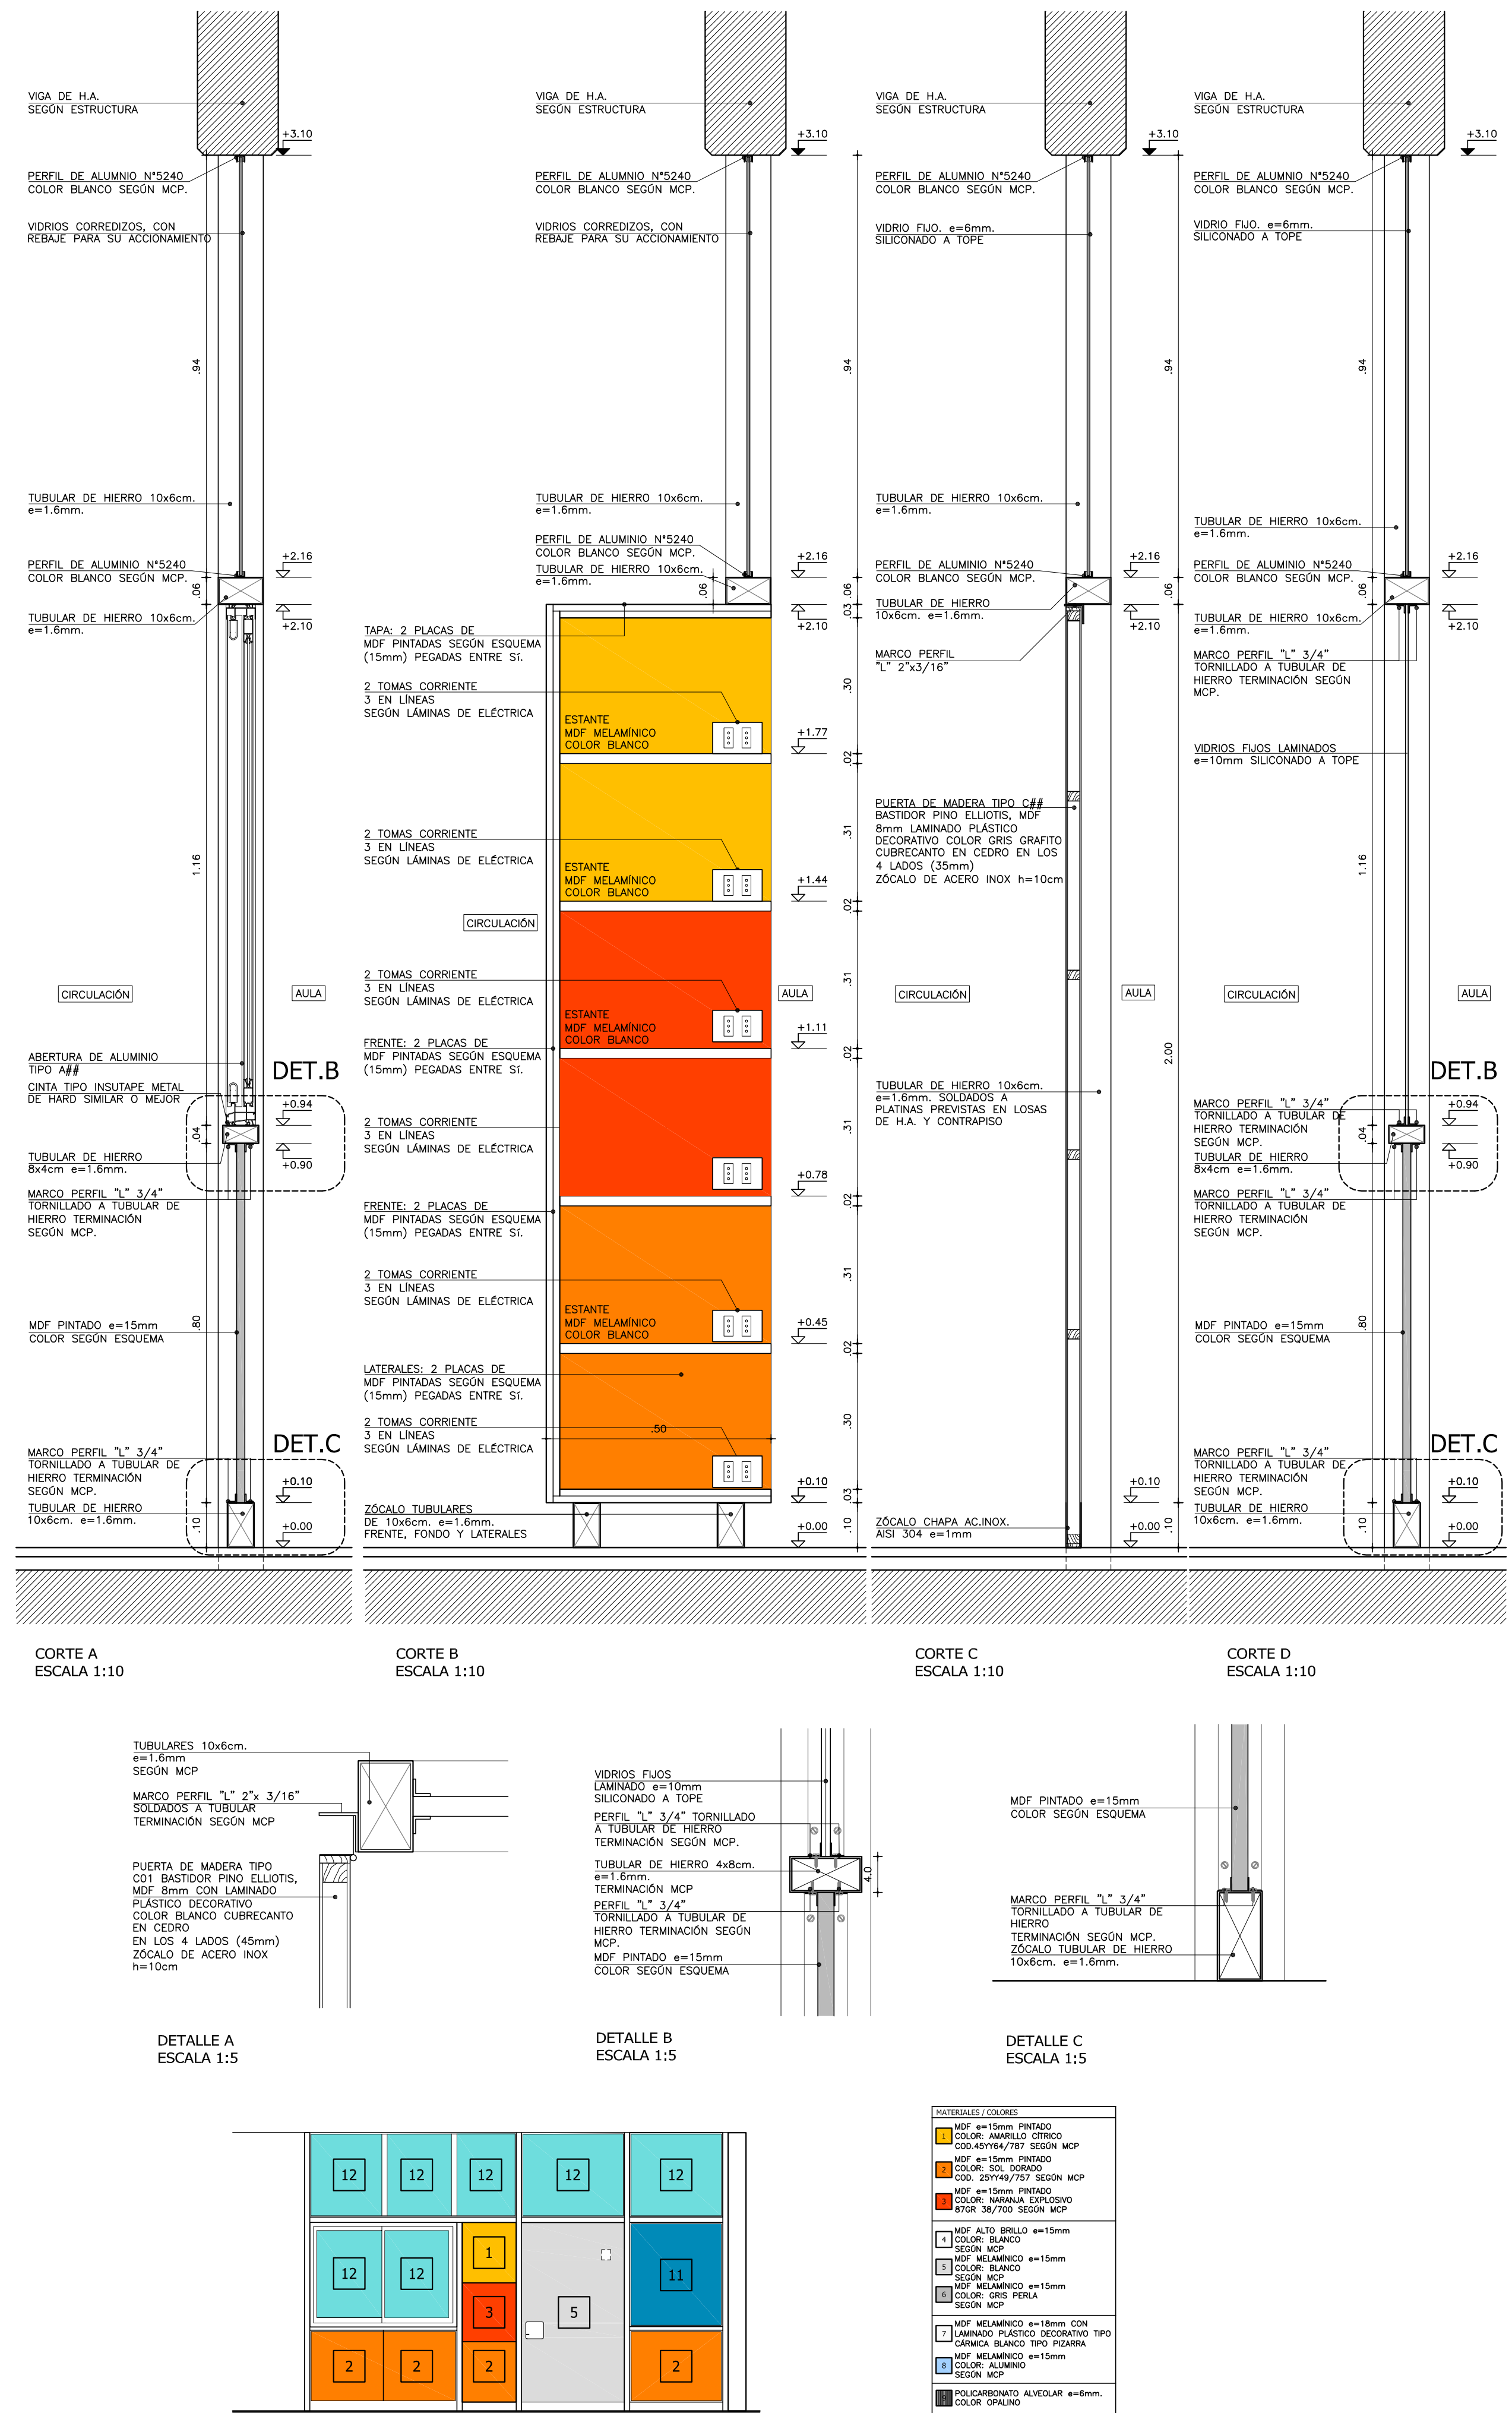 VIGA DE H.A.
SEGÚN ESTRUCTURA
+3.10
PERFIL DE ALUMNIO N°5240
COLOR BLANCO SEGÚN MCP.
VIDRIOS CORREDIZOS, CON
REBAJE PARA SU ACCIONAMIENTO
.94
TUBULAR DE HIERRO 10x6cm.
e=1.6mm.
PERFIL DE ALUMINIO N°5240
COLOR BLANCO SEGÚN MCP.
+2.16
.06
+2.10
TUBULAR DE HIERRO 10x6cm.
e=1.6mm.
1.16
CIRCULACIÓN
AULA
ABERTURA DE ALUMINIO
TIPO A##
CINTA TIPO INSUTAPE METAL
DE HARD SIMILAR O MEJOR
DET.B
+0.94
.04
+0.90
TUBULAR DE HIERRO
8x4cm e=1.6mm.
MARCO PERFIL "L" 3/4"
TORNILLADO A TUBULAR DE
HIERRO TERMINACIÓN
SEGÚN MCP.
MDF PINTADO e=15mm
COLOR SEGÚN ESQUEMA
.80
DET.C
MARCO PERFIL "L" 3/4"
TORNILLADO A TUBULAR DE
HIERRO TERMINACIÓN
SEGÚN MCP.
TUBULAR DE HIERRO
10x6cm. e=1.6mm.
+0.10
.10
+0.00
CORTE A
ESCALA 1:10
VIGA DE H.A.
SEGÚN ESTRUCTURA
+3.10
PERFIL DE ALUMNIO N°5240
COLOR BLANCO SEGÚN MCP.
VIDRIOS CORREDIZOS, CON
REBAJE PARA SU ACCIONAMIENTO
.94
TUBULAR DE HIERRO 10x6cm.
e=1.6mm.
PERFIL DE ALUMINIO N°5240
COLOR BLANCO SEGÚN MCP.
TUBULAR DE HIERRO 10x6cm.
e=1.6mm.
+2.16
.06
.06
.03
+2.10
TAPA: 2 PLACAS DE
MDF PINTADAS SEGÚN ESQUEMA
(15mm) PEGADAS ENTRE Sí.
2 TOMAS CORRIENTE
3 EN LÍNEAS
SEGÚN LÁMINAS DE ELÉCTRICA
ESTANTE
MDF MELAMÍNICO
COLOR BLANCO
.30
+1.77
.02
2 TOMAS CORRIENTE
3 EN LÍNEAS
SEGÚN LÁMINAS DE ELÉCTRICA
ESTANTE
MDF MELAMÍNICO
COLOR BLANCO
.31
+1.44
.02
CIRCULACIÓN
2 TOMAS CORRIENTE
3 EN LÍNEAS
SEGÚN LÁMINAS DE ELÉCTRICA
ESTANTE
MDF MELAMÍNICO
COLOR BLANCO
.31
AULA
+1.11
.02
FRENTE: 2 PLACAS DE
MDF PINTADAS SEGÚN ESQUEMA
(15mm) PEGADAS ENTRE Sí.
2 TOMAS CORRIENTE
3 EN LÍNEAS
SEGÚN LÁMINAS DE ELÉCTRICA
.31
+0.78
.02
FRENTE: 2 PLACAS DE
MDF PINTADAS SEGÚN ESQUEMA
(15mm) PEGADAS ENTRE Sí.
2 TOMAS CORRIENTE
3 EN LÍNEAS
SEGÚN LÁMINAS DE ELÉCTRICA
ESTANTE
MDF MELAMÍNICO
COLOR BLANCO
.31
+0.45
.02
LATERALES: 2 PLACAS DE
MDF PINTADAS SEGÚN ESQUEMA
(15mm) PEGADAS ENTRE Sí.
2 TOMAS CORRIENTE
3 EN LÍNEAS
SEGÚN LÁMINAS DE ELÉCTRICA
.50
.30
+0.10
.03
ZÓCALO TUBULARES
DE 10x6cm. e=1.6mm.
FRENTE, FONDO Y LATERALES
+0.00
.10
CORTE B
ESCALA 1:10
VIGA DE H.A.
SEGÚN ESTRUCTURA
+3.10
PERFIL DE ALUMNIO N°5240
COLOR BLANCO SEGÚN MCP.
VIDRIO FIJO. e=6mm.
SILICONADO A TOPE
.94
TUBULAR DE HIERRO 10x6cm.
e=1.6mm.
PERFIL DE ALUMINIO N°5240
COLOR BLANCO SEGÚN MCP.
+2.16
.06
+2.10
TUBULAR DE HIERRO
10x6cm. e=1.6mm.
MARCO PERFIL
"L" 2"x3/16"
PUERTA DE MADERA TIPO C##
BASTIDOR PINO ELLIOTIS, MDF
8mm LAMINADO PLÁSTICO
DECORATIVO COLOR GRIS GRAFITO
CUBRECANTO EN CEDRO EN LOS
4 LADOS (35mm)
ZÓCALO DE ACERO INOX h=10cm
CIRCULACIÓN
AULA
2.00
TUBULAR DE HIERRO 10x6cm.
e=1.6mm. SOLDADOS A
PLATINAS PREVISTAS EN LOSAS
DE H.A. Y CONTRAPISO
+0.10
ZÓCALO CHAPA AC.INOX.
AISI 304 e=1mm
+0.00
.10
CORTE C
ESCALA 1:10
VIGA DE H.A.
SEGÚN ESTRUCTURA
+3.10
PERFIL DE ALUMNIO N°5240
COLOR BLANCO SEGÚN MCP.
VIDRIO FIJO. e=6mm.
SILICONADO A TOPE
.94
TUBULAR DE HIERRO 10x6cm.
e=1.6mm.
PERFIL DE ALUMINIO N°5240
COLOR BLANCO SEGÚN MCP.
+2.16
.06
+2.10
TUBULAR DE HIERRO 10x6cm.
e=1.6mm.
MARCO PERFIL "L" 3/4"
TORNILLADO A TUBULAR DE
HIERRO TERMINACIÓN SEGÚN
MCP.
VIDRIOS FIJOS LAMINADOS
e=10mm SILICONADO A TOPE
1.16
CIRCULACIÓN
AULA
DET.B
MARCO PERFIL "L" 3/4"
TORNILLADO A TUBULAR DE
HIERRO TERMINACIÓN
SEGÚN MCP.
+0.94
.04
+0.90
TUBULAR DE HIERRO
8x4cm e=1.6mm.
MARCO PERFIL "L" 3/4"
TORNILLADO A TUBULAR DE
HIERRO TERMINACIÓN
SEGÚN MCP.
MDF PINTADO e=15mm
COLOR SEGÚN ESQUEMA
.80
DET.C
MARCO PERFIL "L" 3/4"
TORNILLADO A TUBULAR DE
HIERRO TERMINACIÓN
SEGÚN MCP.
TUBULAR DE HIERRO
10x6cm. e=1.6mm.
+0.10
.10
+0.00
CORTE D
ESCALA 1:10
TUBULARES 10x6cm.
e=1.6mm
SEGÚN MCP
MARCO PERFIL "L" 2"x 3/16"
SOLDADOS A TUBULAR
TERMINACIÓN SEGÚN MCP
PUERTA DE MADERA TIPO
C01 BASTIDOR PINO ELLIOTIS,
MDF 8mm CON LAMINADO
PLÁSTICO DECORATIVO
COLOR BLANCO CUBRECANTO
EN CEDRO
EN LOS 4 LADOS (45mm)
ZÓCALO DE ACERO INOX
h=10cm
DETALLE A
ESCALA 1:5
VIDRIOS FIJOS
LAMINADO e=10mm
SILICONADO A TOPE
PERFIL "L" 3/4" TORNILLADO
A TUBULAR DE HIERRO
TERMINACIÓN SEGÚN MCP.
TUBULAR DE HIERRO 4x8cm.
e=1.6mm.
TERMINACIÓN MCP
PERFIL "L" 3/4"
TORNILLADO A TUBULAR DE
HIERRO TERMINACIÓN SEGÚN
MCP.
MDF PINTADO e=15mm
COLOR SEGÚN ESQUEMA
4.0
DETALLE B
ESCALA 1:5
MDF PINTADO e=15mm
COLOR SEGÚN ESQUEMA
MARCO PERFIL "L" 3/4"
TORNILLADO A TUBULAR DE
HIERRO
TERMINACIÓN SEGÚN MCP.
ZÓCALO TUBULAR DE HIERRO
10x6cm. e=1.6mm.
DETALLE C
ESCALA 1:5
12 12 12 12 12
12 12 1 5 11
3
2 2 2 2
MATERIALES / COLORES
1 MDF e=15mm PINTADO
COLOR: AMARILLO CÍTRICO
COD.45YY64/787 SEGÚN MCP
2 MDF e=15mm PINTADO
COLOR: SOL DORADO
COD. 25YY49/757 SEGÚN MCP
3 MDF e=15mm PINTADO
COLOR: NARANJA EXPLOSIVO
87GR 38/700 SEGÚN MCP
4 MDF ALTO BRILLO e=15mm
COLOR: BLANCO
SEGÚN MCP
5 MDF MELAMÍNICO e=15mm
COLOR: BLANCO
SEGÚN MCP
6 MDF MELAMÍNICO e=15mm
COLOR: GRIS PERLA
SEGÚN MCP
7 MDF MELAMÍNICO e=18mm CON
LAMINADO PLÁSTICO DECORATIVO TIPO
CÁRMICA BLANCO TIPO PIZARRA
8 MDF MELAMÍNICO e=15mm
COLOR: ALUMINIO
SEGÚN MCP
9 POLICARBONATO ALVEOLAR e=6mm.
COLOR OPALINO